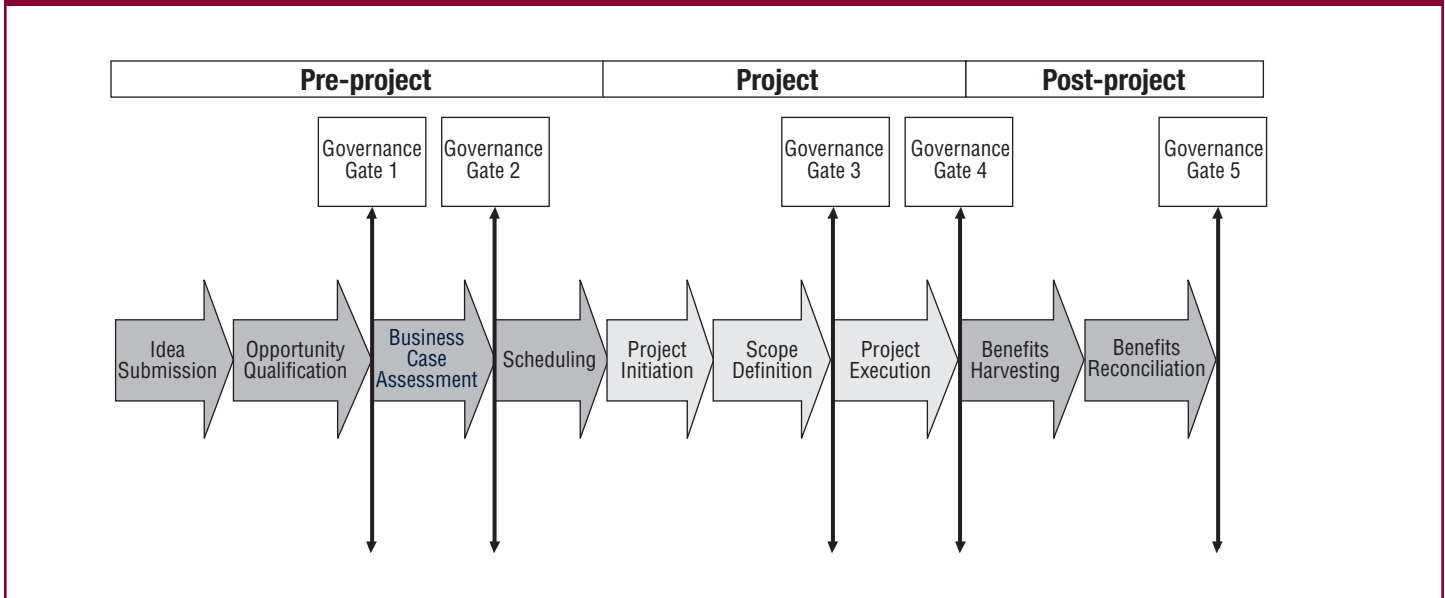 Pre-project
Project
Post-project
Governance
Gate 1
Governance
Gate 2
Governance
Gate 3
Governance
Gate 4
Governance
Gate 5
Idea
Submission
Opportunity
Qualification
Business
Case
Assessment
Scheduling
Project
Initiation
Scope
Definition
Project
Execution
Benefits
Harvesting
Benefits
Reconciliation